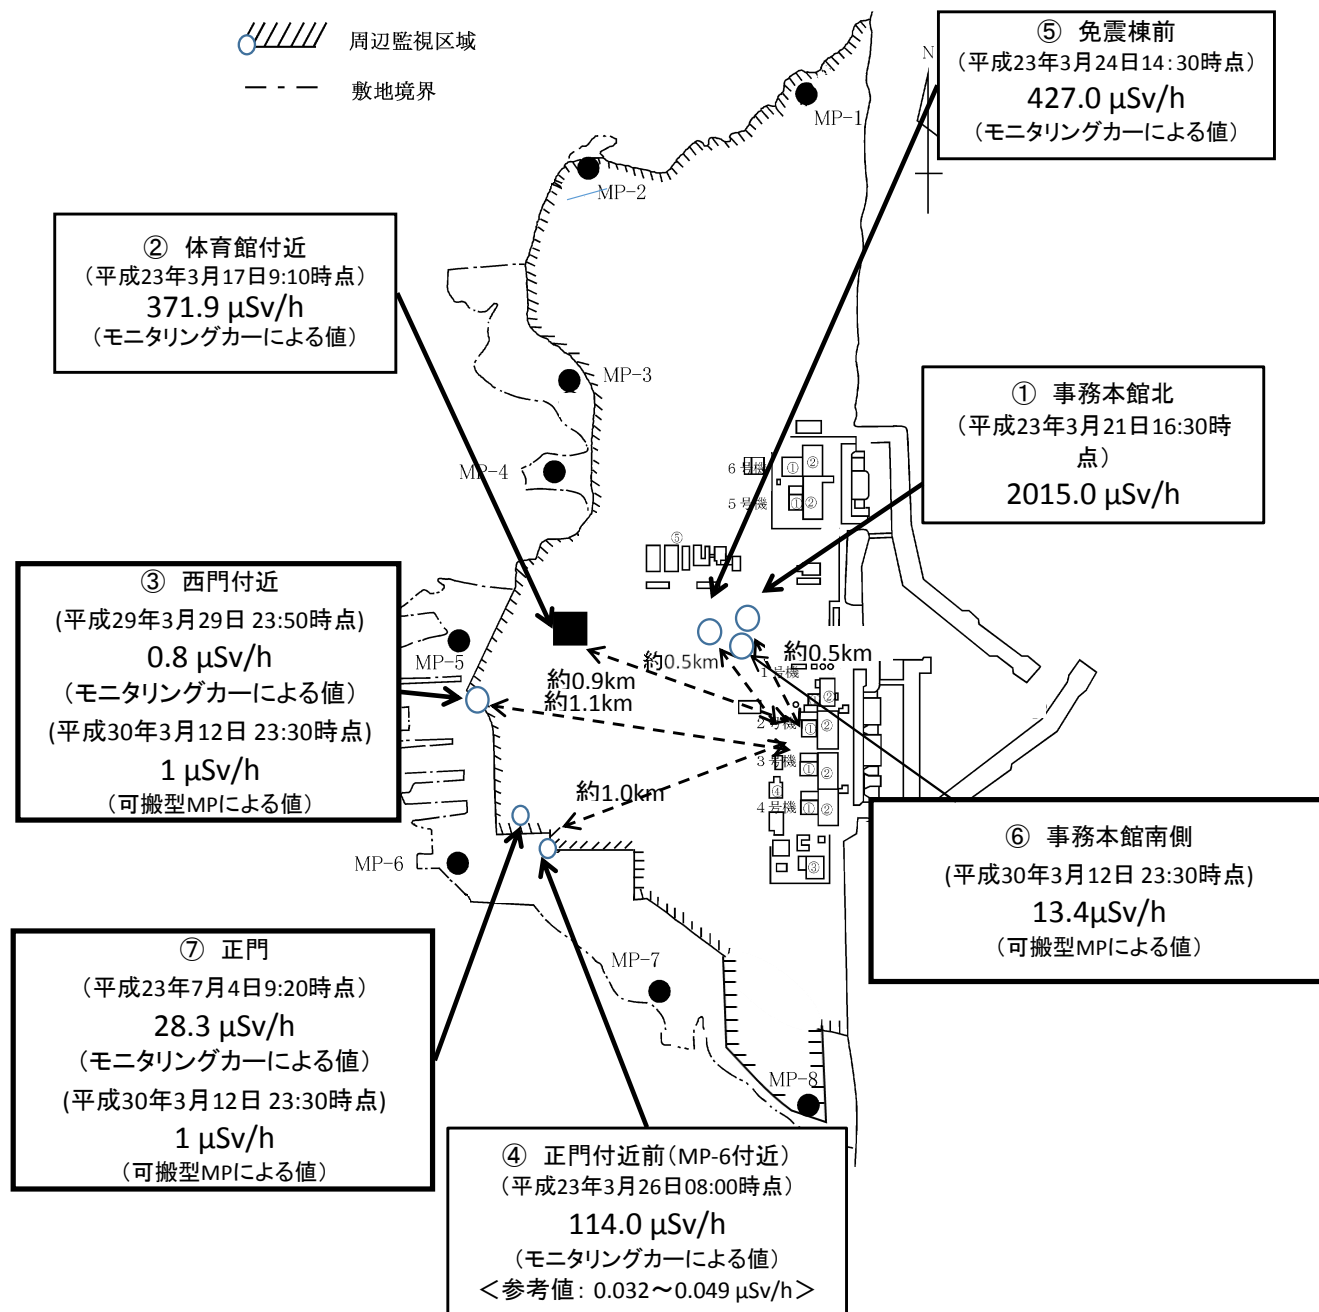 周辺監視区域
敷地境界
⑤ 免震棟前
(平成23年3月24日14:30時点)
427.0 μSv/h
(モニタリングカーによる値)
N
MP-1
MP-2
② 体育館付近
(平成23年3月17日9:10時点)
371.9 μSv/h
(モニタリングカーによる値)
MP-3
① 事務本館北
(平成23年3月21日16:30時
点)
2015.0 μSv/h
MP-4
6号機
① ②
5号機
① ②
⑤
③ 西門付近
(平成29年3月29日 23:50時点)
0.8 μSv/h
(モニタリングカーによる値)
(平成30年3月12日 23:30時点)
1 μSv/h
(可搬型MPによる値)
MP-5
約0.5km
約0.5km
約0.9km
約1.1km
1号機
②
2号機
① ②
3号機
① ②
④
4号機
① ②
③
約1.0km
MP-6
⑥ 事務本館南側
(平成30年3月12日 23:30時点)
13.4μSv/h
(可搬型MPによる値)
⑦ 正門
(平成23年7月4日9:20時点)
28.3 μSv/h
(モニタリングカーによる値)
(平成30年3月12日 23:30時点)
1 μSv/h
(可搬型MPによる値)
MP-7
MP-8
④ 正門付近前(MP-6付近)
(平成23年3月26日08:00時点)
114.0 μSv/h
(モニタリングカーによる値)
<参考値: 0.032～0.049 μSv/h>